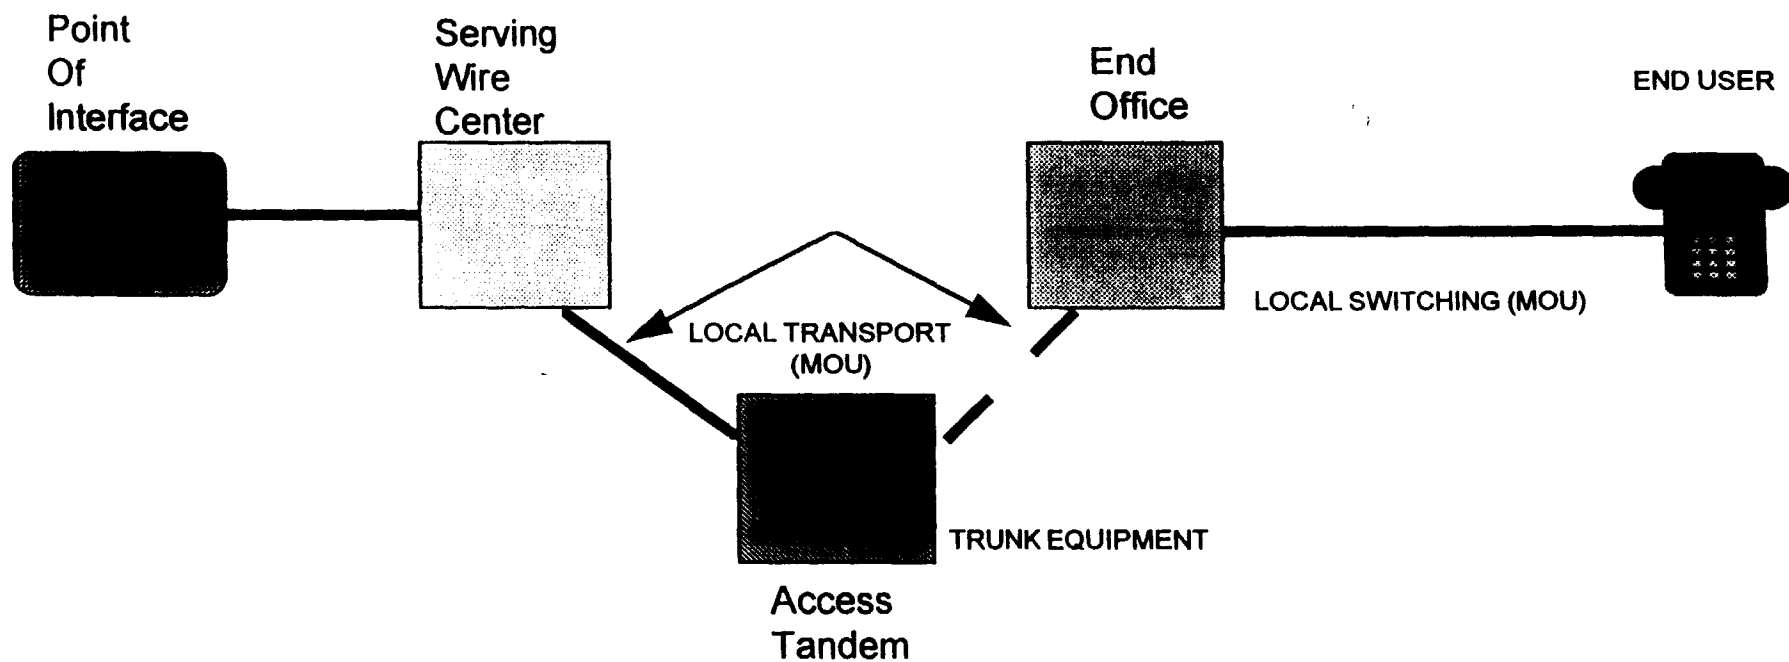 Point
Of
Interface
Serving
Wire
Center
End
Office
END USER
LOCAL TRANSPORT
(MOU)
LOCAL SWITCHING (MOU)
TRUNK EQUIPMENT
Access
Tandem